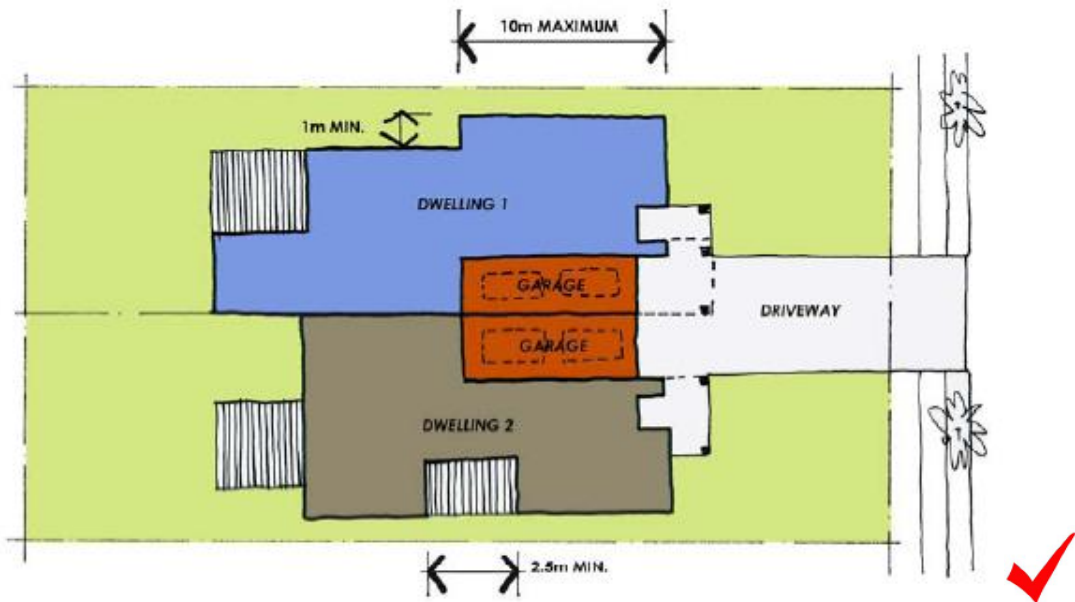 10m MAXIMUM
1m MIN.
DWELLING 1
GARAGE
DRIVEWAY
GARAGE
DWELLING 2
2.5m MIN.